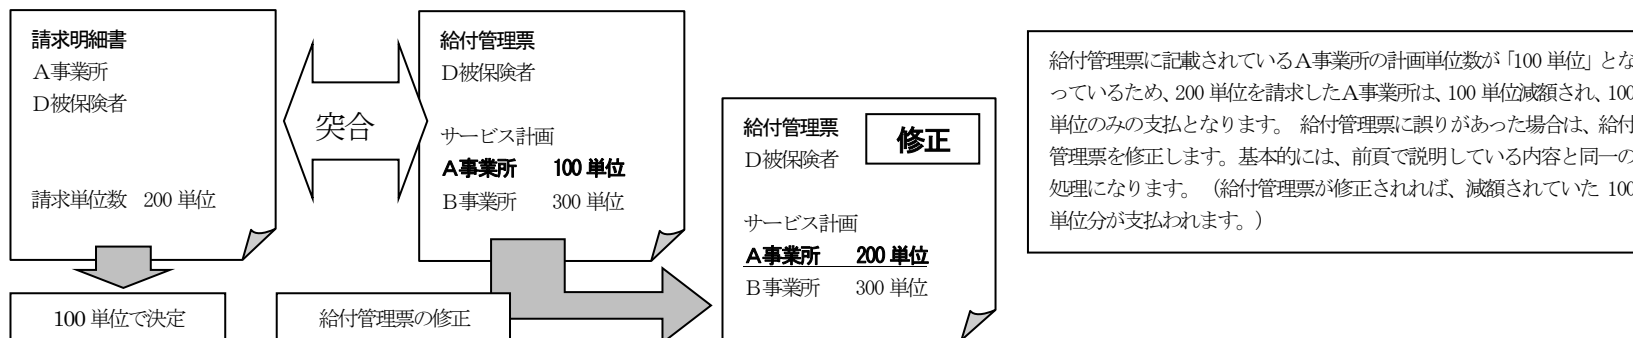 請求明細書
A事業所
D被保険者
請求単位数 200 単位
突合
給付管理票
D被保険者
サービス計画
A事業所 100 単位
B事業所 300 単位
100 単位で決定
給付管理票の修正
給付管理票
修正
D被保険者
サービス計画
A事業所 200 単位
B事業所 300 単位
給付管理票に記載されているA事業所の計画単位数が「100 単位」とな
っているため、200 単位を請求したA事業所は、100 単位減額され、100
単位のみの支払となります。 給付管理票に誤りがあった場合は、給付
管理票を修正します。基本的には、前頁で説明している内容と同一の
処理になります。 （給付管理票が修正されれば、減額されていた 100
単位分が支払われます。）